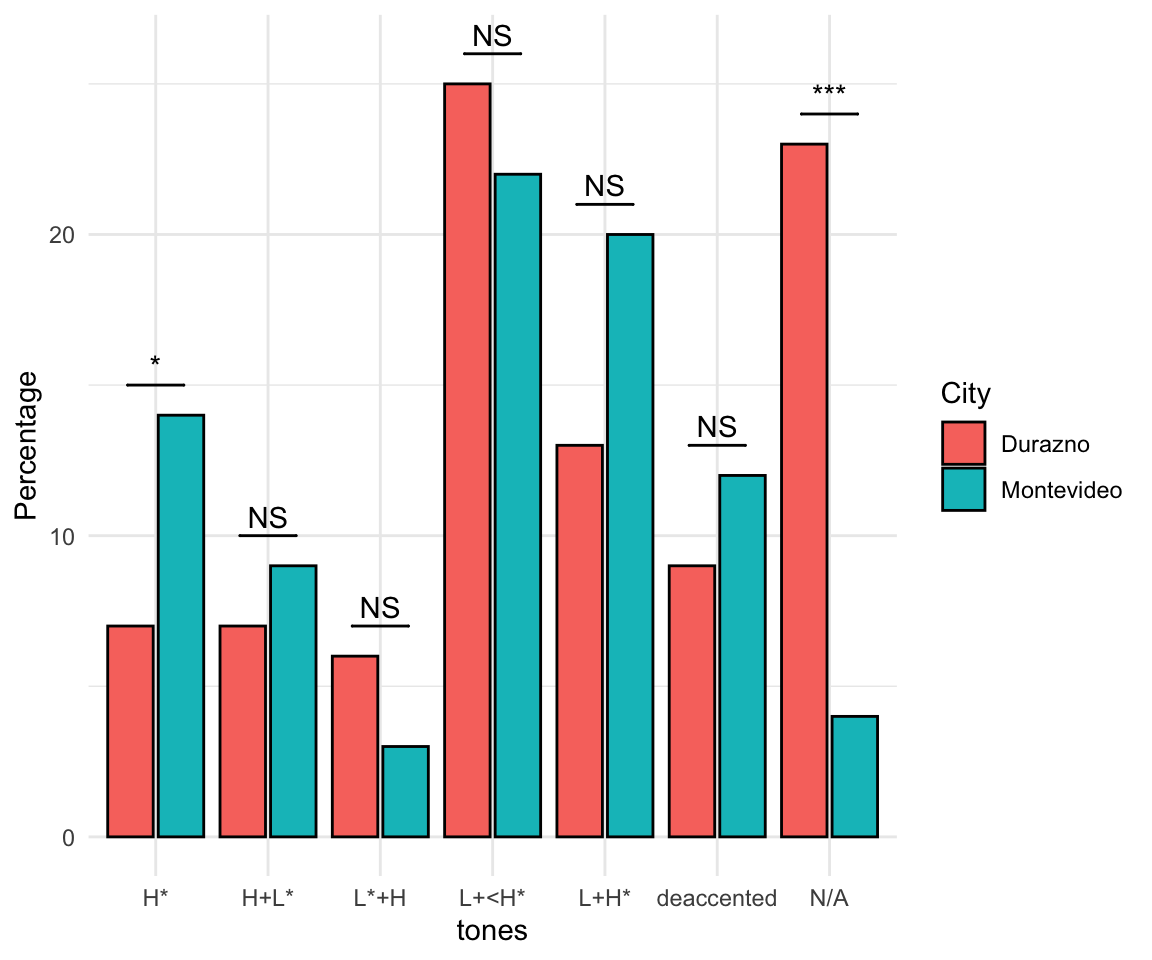 NS
***
NS
20
*
City
Durazno
Montevideo
NS
NS
10
NS
0
Percentage
H*
H+L*
L*+H
L+<H*
L+H*
deaccented
N/A
tones